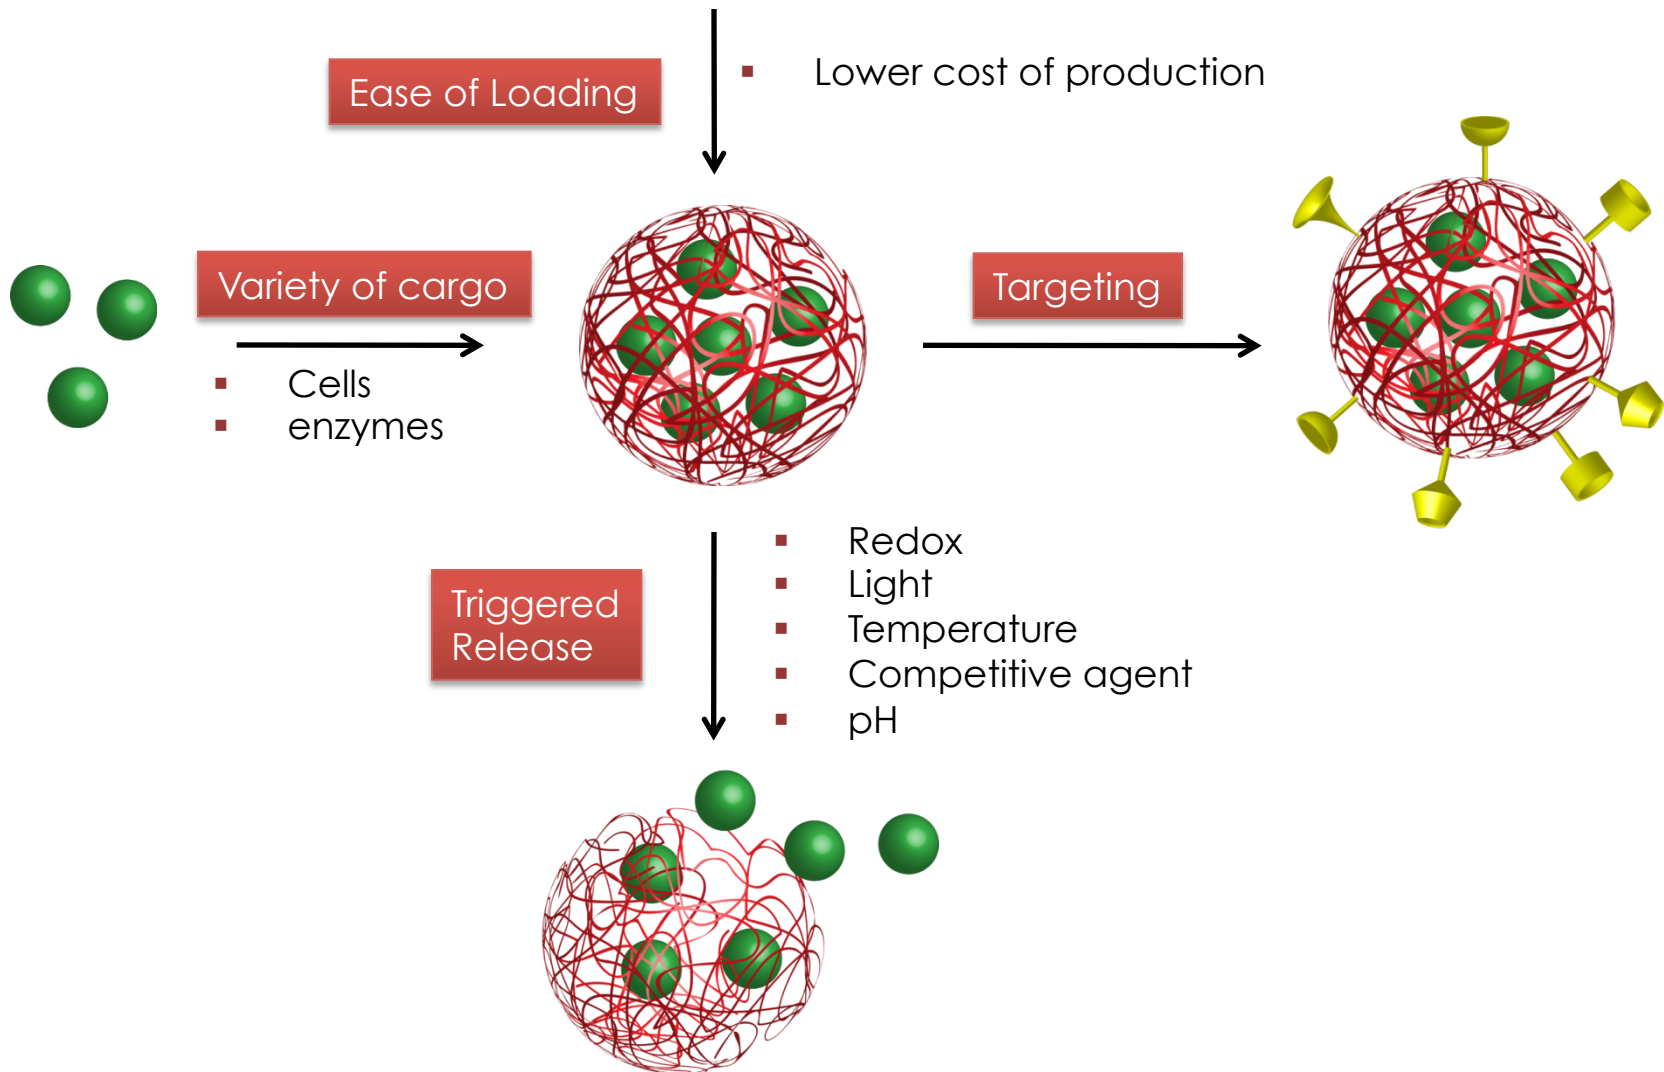 Ease of Loading
▪ Lower cost of production
Variety of cargo
▪ Cells
▪ enzymes
Targeting
Triggered
Release
▪ Redox
▪ Light
▪ Temperature
▪ Competitive agent
▪ pH